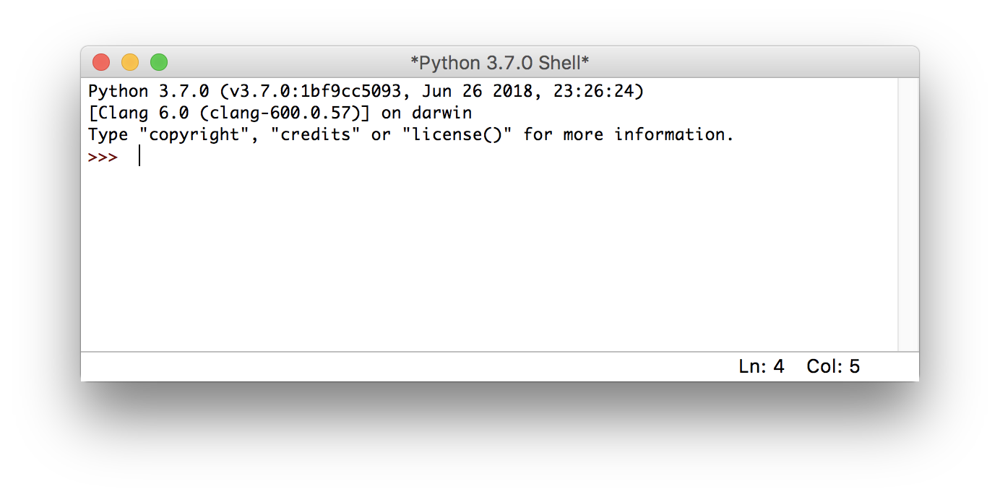 *Python 3.7.0 Shell*
Python 3.7.0 (v3.7.0:1bf9cc5093, Jun 26 2018, 23:26:24)
[Clang 6.0 (clang-600.0.57)] on darwin
Type "copyright", "credits" or "license()" for more information.
>>>
Ln: 4 Col: 5